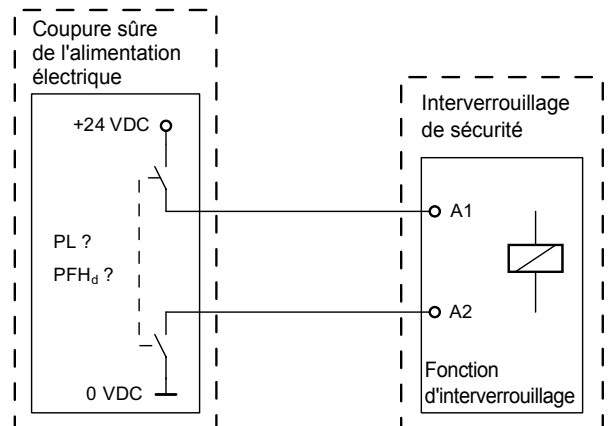 Coupure sûre
de l'alimentation
électrique
+24 VDC
PL ?
PFHd ?
0 VDC
Interverrouillage
de sécurité
A1
A2
Fonction
d'interverrouillage